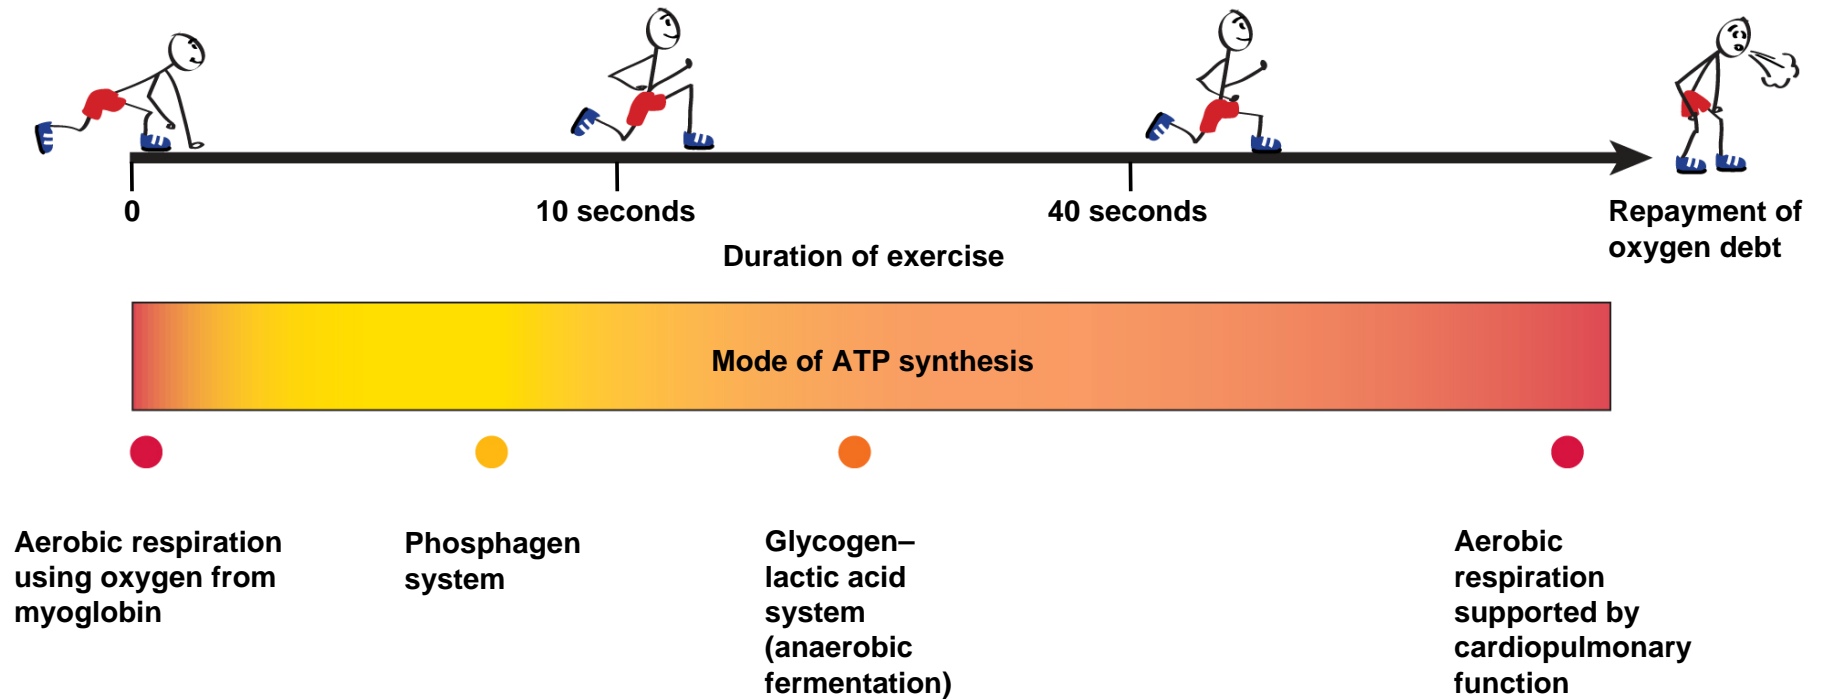 0
10 seconds
40 seconds
Repayment of
oxygen debt
Duration of exercise
Mode of ATP synthesis
Aerobic respiration
using oxygen from
myoglobin
Phosphagen
system
Glycogen–
lactic acid
system
(anaerobic
fermentation)
Aerobic
respiration
supported by
cardiopulmonary
function